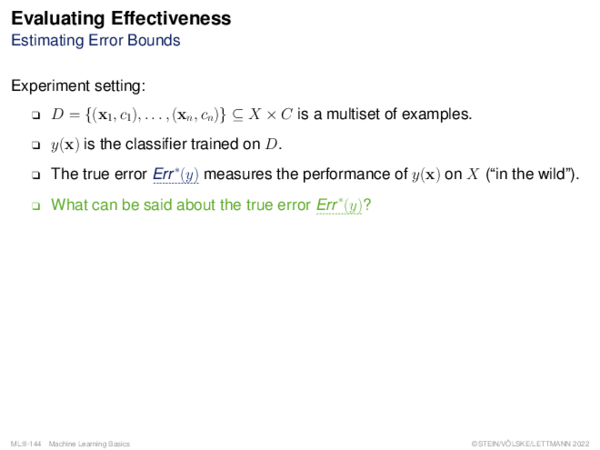 Evaluating Effectiveness
Estimating Error Bounds
Experiment setting:
❑ D = {(x₁, c₁), . . . , (xₙ, cₙ)} ⊆ X × C is a multiset of examples.
❑ y(x) is the classifier trained on D.
❑ The true error Err*(y) measures the performance of y(x) on X (“in the wild”).
❑ What can be said about the true error Err*(y)?
ML:II-144 Machine Learning Basics
©STEIN/VÖLSKE/LETTMANN 2022